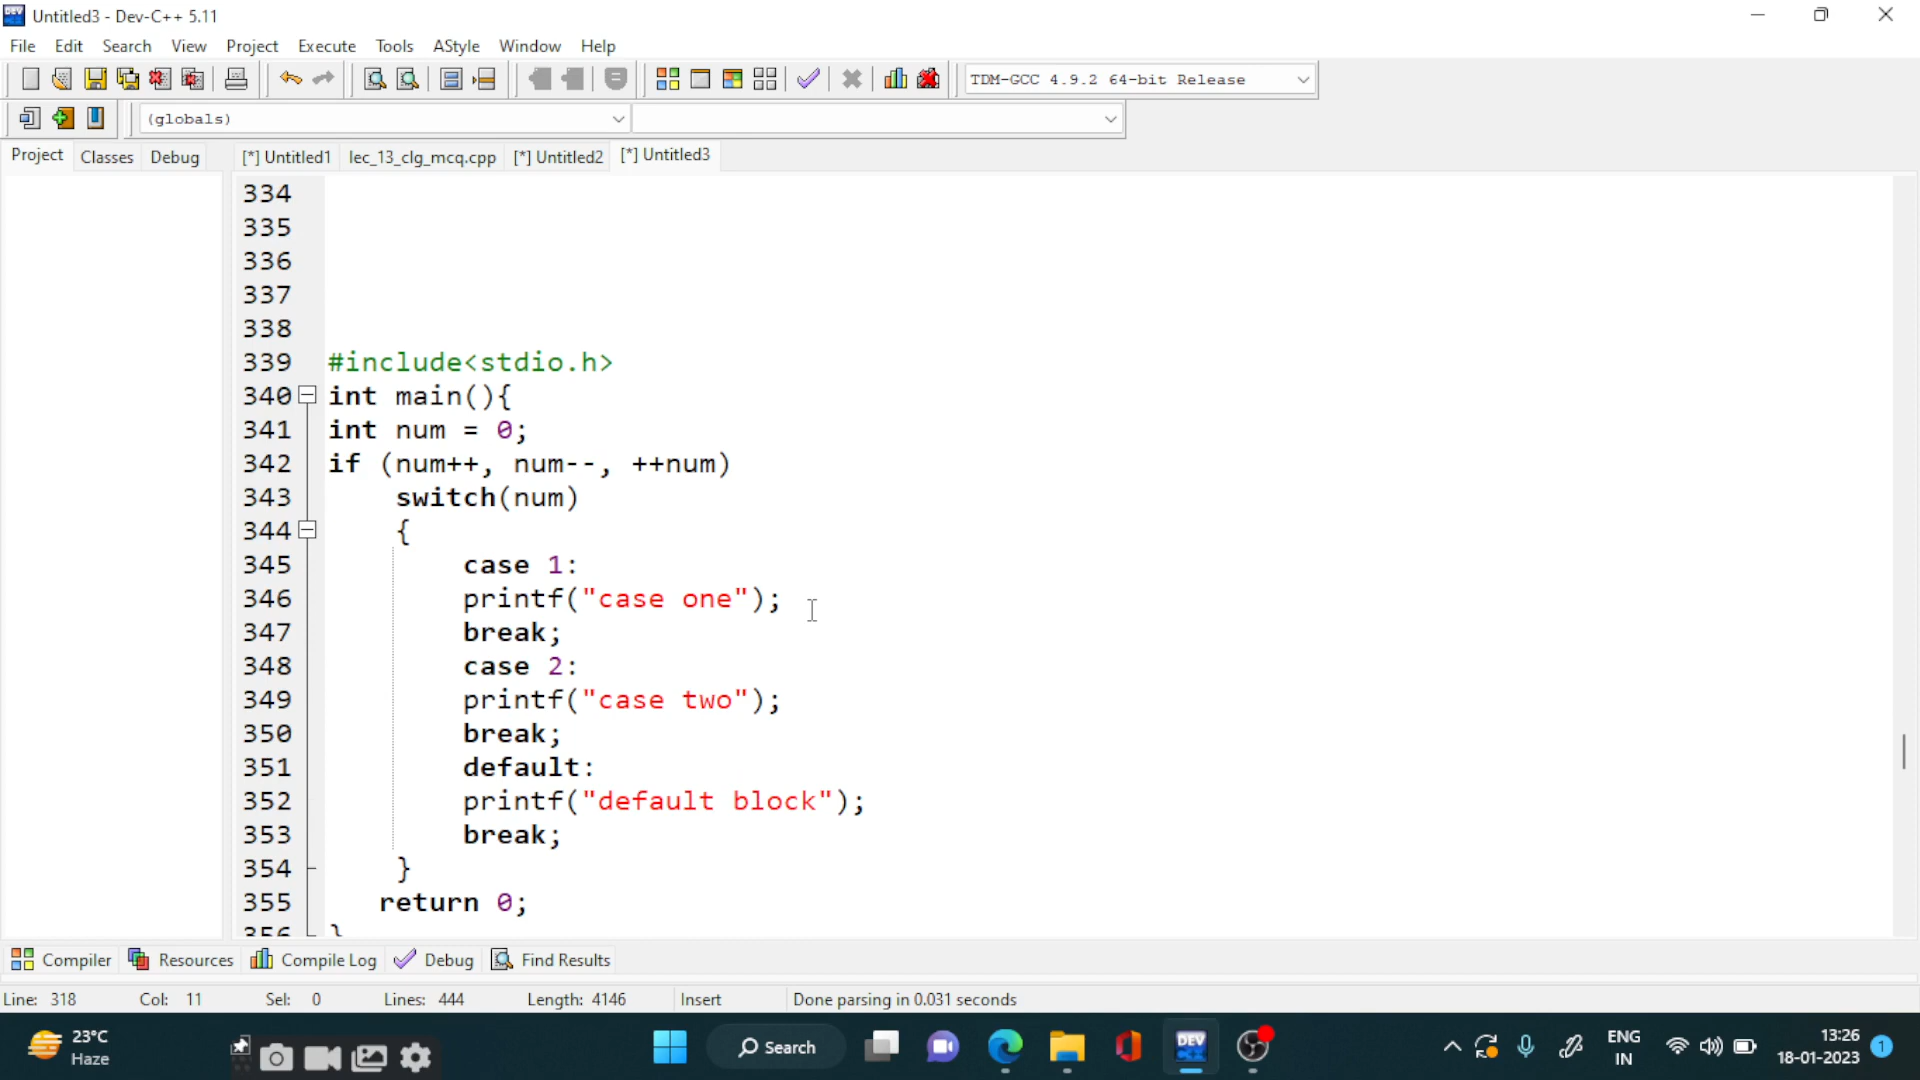 Untitled3 - Dev-C++ 5.11
File Edit Search View Project Execute Tools AStyle Window Help
TDM-GCC 4.9.2 64-bit Release
(globals)
Project Classes Debug [*] Untitled1 lec_13_clg_mcq.cpp [*] Untitled2 [*] Untitled3
334
335
336
337
338
339 #include<stdio.h>
340 int main(){
341 int num = 0;
342 if (num++, num--, ++num)
343 switch(num)
344 {
345 case 1:
346 printf("case one");
347 break;
348 case 2:
349 printf("case two");
350 break;
351 default:
352 printf("default block");
353 break;
354 }
355 return 0;
356 }
Compiler Resources Compile Log Debug Find Results
Line: 318 Col: 11 Sel: 0 Lines: 444 Length: 4146 Insert Done parsing in 0.031 seconds
23°C
Haze
Search
DEV
ENG
IN
13:26
18-01-2023
1